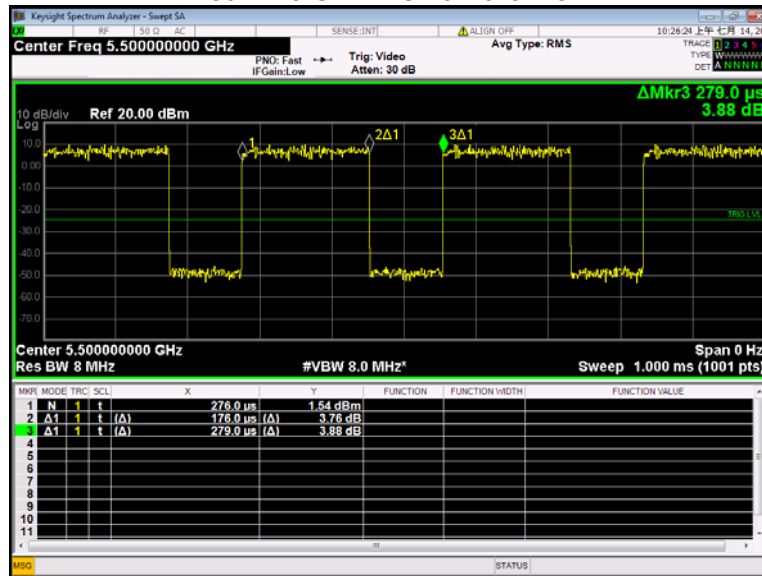 Keysight Spectrum Analyzer - Swept SA
RF 50 Ω AC SENSE:INT ALIGN OFF 10:26:24 上午 七月 14, 20
Center Freq 5.500000000 GHz
PNO: Fast
IFGain:Low
Trig: Video
Atten: 30 dB
Avg Type: RMS
TRACE 1 2 3 4 5
TYPE
DET A N N N N
ΔMkr3 279.0 µs
3.88 dB
10 dB/div Ref 20.00 dBm
Log
10.0
0.00
-10.0
-20.0
-30.0
-40.0
-50.0
-60.0
-70.0
1
2Δ1
3Δ1
TRIG LVL
Center 5.500000000 GHz Span 0 Hz
Res BW 8 MHz #VBW 8.0 MHz* Sweep 1.000 ms (1001 pts)
MKR MODE TRC SCL X Y FUNCTION FUNCTION WIDTH FUNCTION VALUE
1 N 1 t 276.0 µs 1.54 dBm
2 Δ1 1 t (Δ) 176.0 µs (Δ) 3.76 dB
3 Δ1 1 t (Δ) 279.0 µs (Δ) 3.88 dB
4
5
6
7
8
9
10
11
MSG STATUS